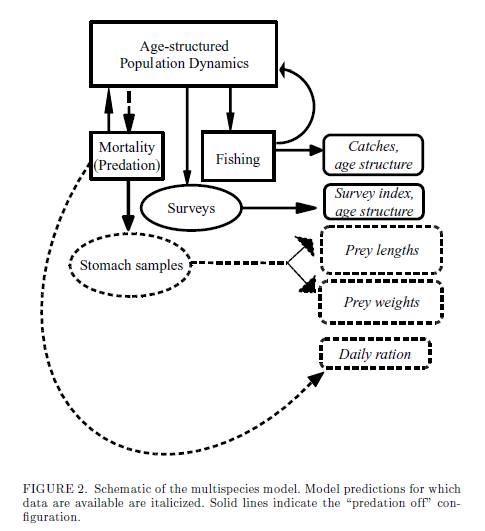 Age-structured
Population Dynamics
Mortality
(Predation)
Fishing
Catches,
age structure
Surveys
Survey index,
age structure
Stomach samples
Prey lengths
Prey weights
Daily ration
FIGURE 2. Schematic of the multispecies model. Model predictions for which
data are available are italicized. Solid lines indicate the “predation off” con-
figuration.